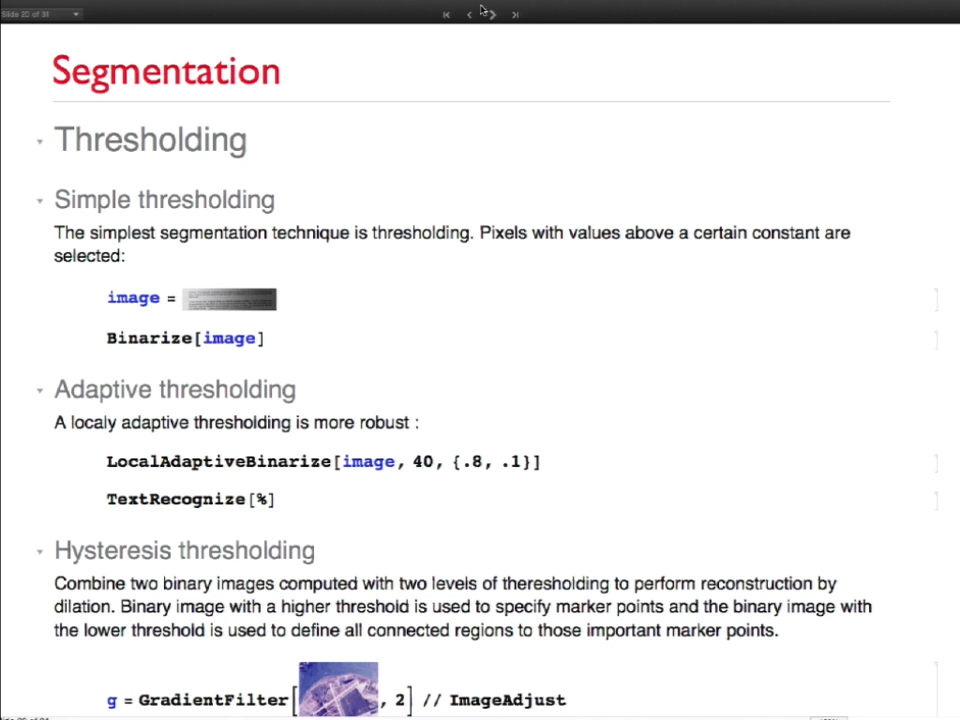 Segmentation
Thresholding
Simple thresholding
The simplest segmentation technique is thresholding. Pixels with values above a certain constant are
selected:
image =
Binarize[image]
Adaptive thresholding
A localy adaptive thresholding is more robust :
LocalAdaptiveBinarize[image, 40, {.8, .1}]
TextRecognize[%]
Hysteresis thresholding
Combine two binary images computed with two levels of theresholding to perform reconstruction by
dilation. Binary image with a higher threshold is used to specify marker points and the binary image with
the lower threshold is used to define all connected regions to those important marker points.
g = GradientFilter[ , 2] // ImageAdjust